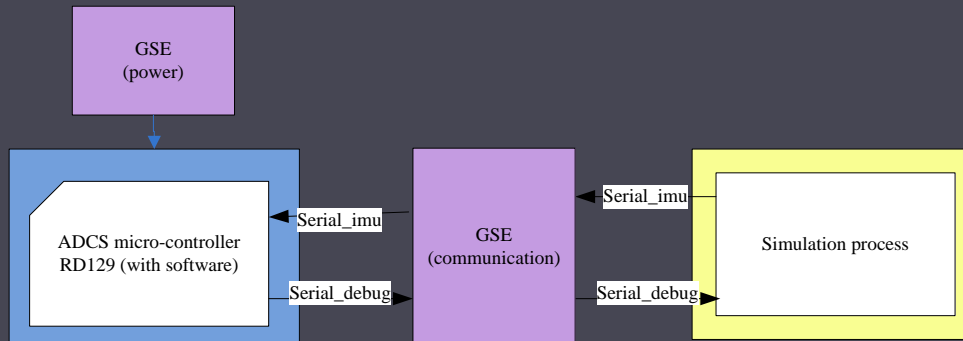 GSE
(power)
ADCS micro-controller
RD129 (with software)
Serial_imu
Serial_debug
GSE
(communication)
Serial_imu
Serial_debug
Simulation process